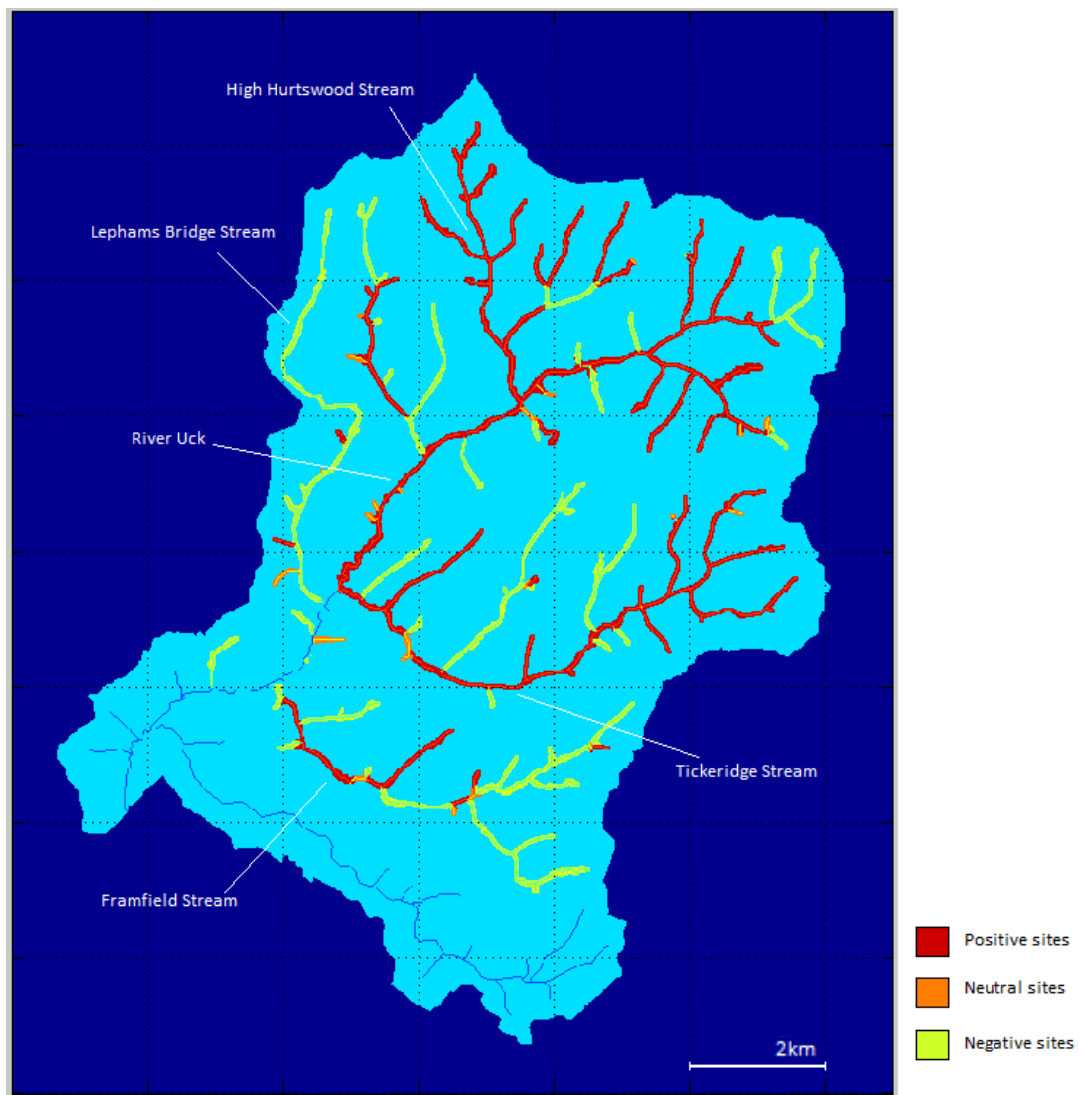 High Hurtswood Stream
Lephams Bridge Stream
River Uck
Tickeridge Stream
Framfield Stream
Positive sites
Neutral sites
Negative sites
2km